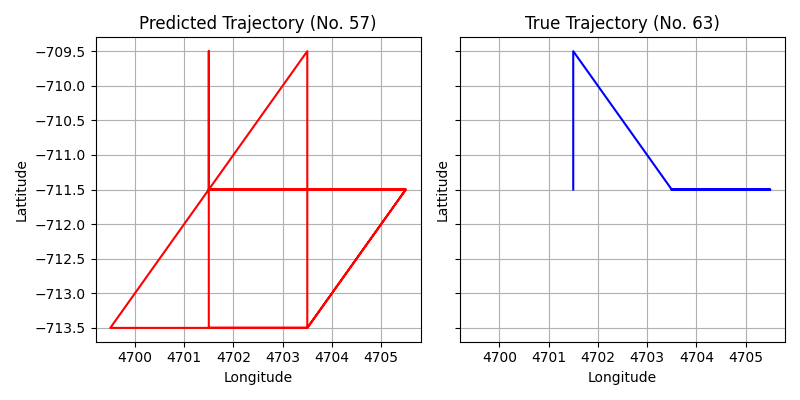 Predicted Trajectory (No. 57)
True Trajectory (No. 63)
−709.5
−710.0
−710.5
−711.0
−711.5
−712.0
−712.5
−713.0
−713.5
Lattitude
Lattitude
4700 4701 4702 4703 4704 4705
4700 4701 4702 4703 4704 4705
Longitude
Longitude